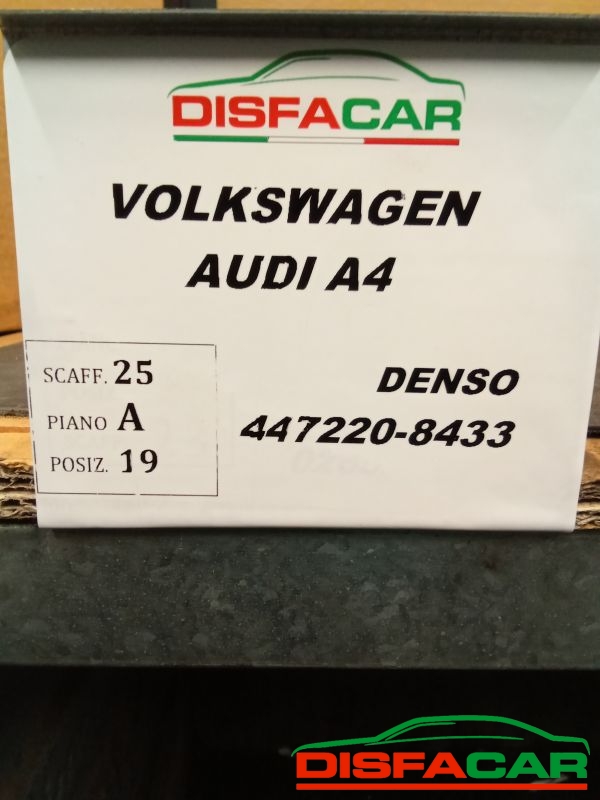 DISFACAR
VOLKSWAGEN
AUDI A4
SCAFF. 25
PIANO A
POSIZ. 19
DENSO
447220-8433
DISFACAR